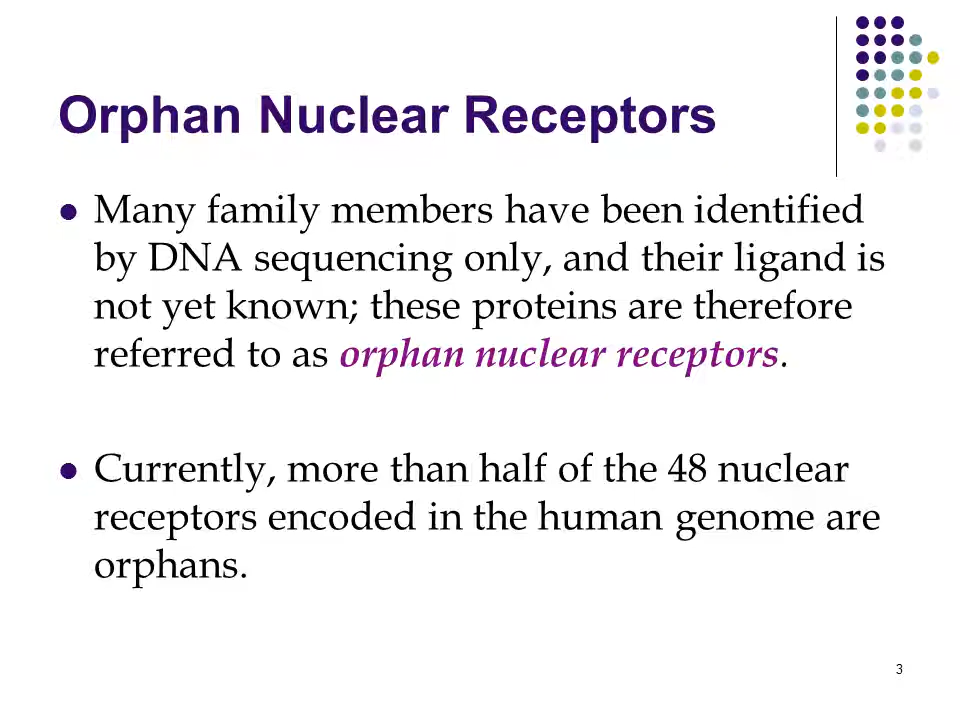 Orphan Nuclear Receptors
Many family members have been identified
by DNA sequencing only, and their ligand is
not yet known; these proteins are therefore
referred to as orphan nuclear receptors.
Currently, more than half of the 48 nuclear
receptors encoded in the human genome are
orphans.
3